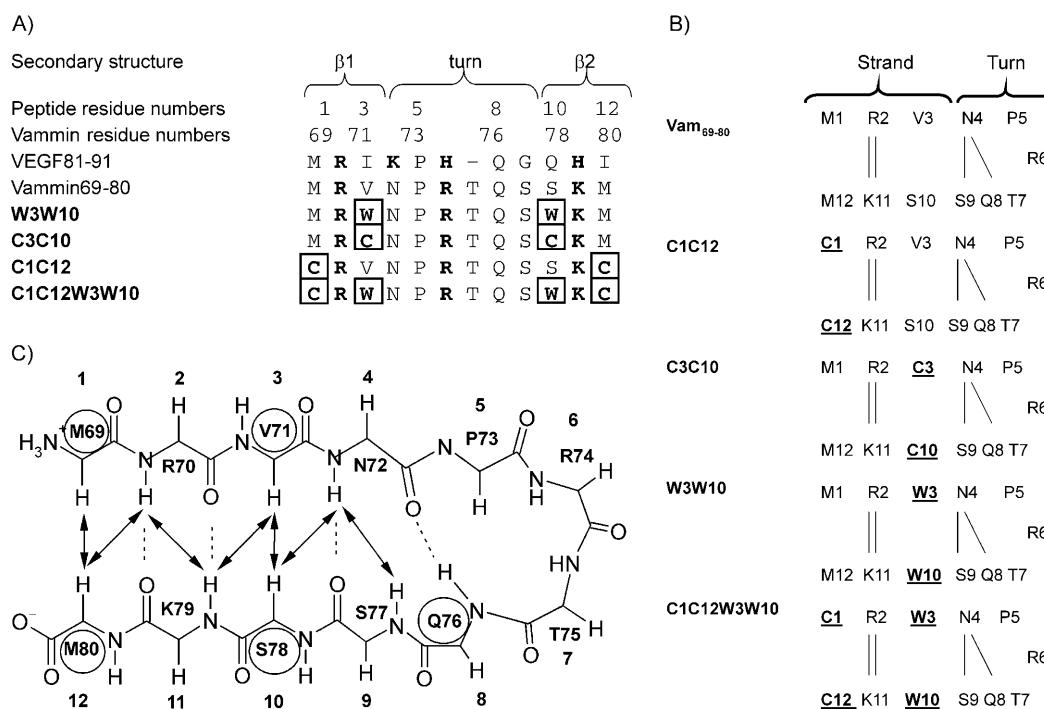 A)
Secondary structure β1 turn β2
Peptide residue numbers 1 3 5 8 10 12
Vammin residue numbers 69 71 73 76 78 80
VEGF81-91 M R I K P H - Q G Q H I
Vammin69-80 M R V N P R T Q S S K M
W3W10 M R W N P R T Q S W K M
C3C10 M R C N P R T Q S C K M
C1C12 C R V N P R T Q S S K C
C1C12W3W10 C R W N P R T Q S W K C
B)
Strand Turn
Vam69-80
M1 R2 V3 N4 P5
R6
M12 K11 S10 S9 Q8 T7
C1C12
C1 R2 V3 N4 P5
R6
C12 K11 S10 S9 Q8 T7
C3C10
M1 R2 C3 N4 P5
R6
M12 K11 C10 S9 Q8 T7
W3W10
M1 R2 W3 N4 P5
R6
M12 K11 W10 S9 Q8 T7
C1C12W3W10
C1 R2 W3 N4 P5
R6
C12 K11 W10 S9 Q8 T7
C)
1 2 3 4 5 6
O H H O H
H3N+ M69 N R70 N V71 N N72 N P73 O R74
H H O H H O H N H
O
H H H H H N H
O K79 N O S77 N N
O− M80 N S78 N Q76 O T75 H
O H H O H H O H 7
12 11 10 9 8